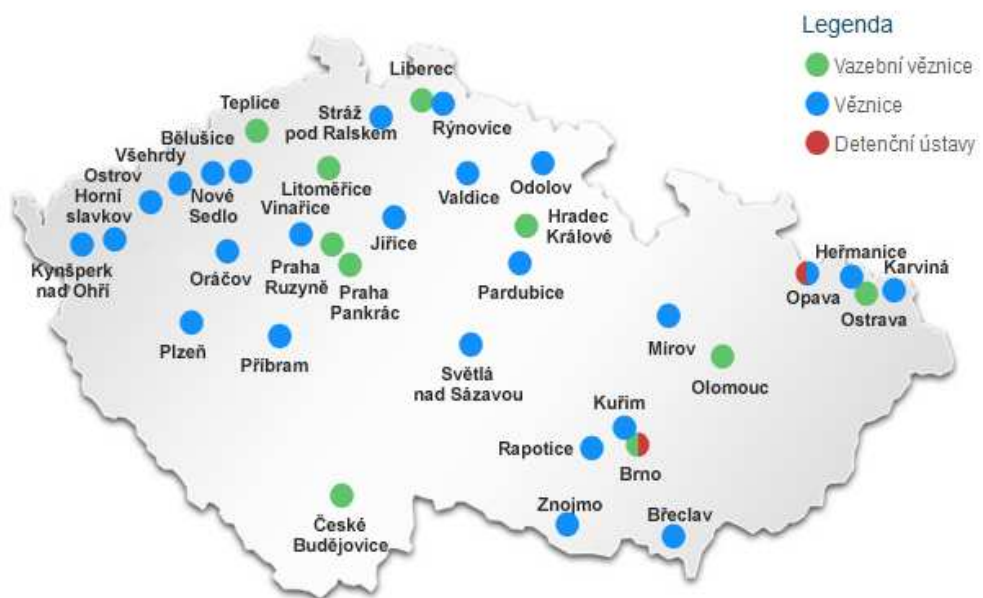 Legenda
Vazební věznice
Věznice
Detenční ústavy
Liberec
Teplice
Stráž
pod Ralskem
Rýnovice
Bělušice
Všehrdy
Ostrov
Nové
Sedlo
Litoměřice
Valdice
Odolov
Horní
slavkov
Vinařice
Hradec
Králové
Jiřice
Kynšperk
nad Ohří
Oráčov
Praha
Ruzyně
Praha
Pankrác
Pardubice
Heřmanice
Karviná
Opava
Ostrava
Plzeň
Příbram
Mírov
Světlá
nad Sázavou
Olomouc
Kuřim
Rapotice
Brno
Znojmo
Břeclav
České
Budějovice